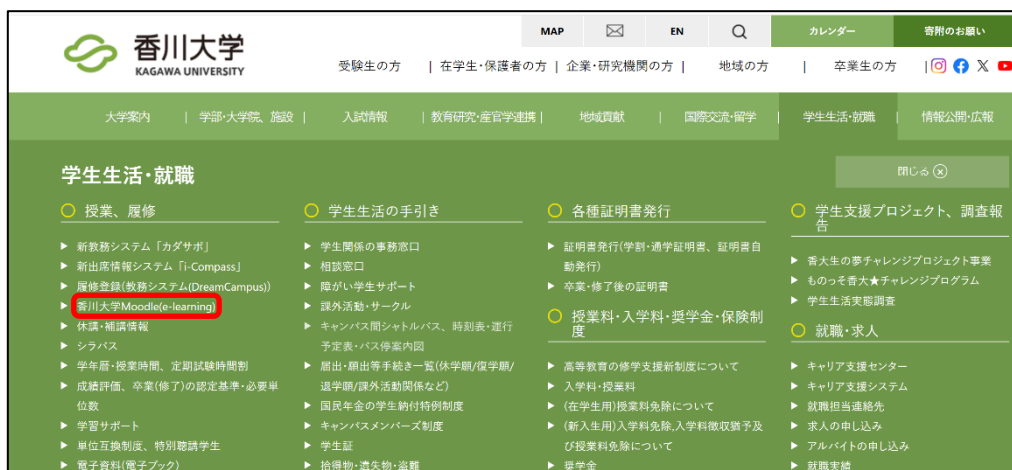 香川大学
KAGAWA UNIVERSITY
MAP
EN
カレンダー
寄附のお願い
受験生の方 | 在学生・保護者の方 | 企業・研究機関の方 | 地域の方 | 卒業生の方 |
大学案内 | 学部・大学院、施設 | 入試情報 | 教育研究・産官学連携 | 地域貢献 | 国際交流・留学 | 学生生活・就職 | 情報公開・広報
学生生活・就職
閉じる
授業、履修
新教務システム「カダサポ」
新出席情報システム「i-Compass」
履修登録(教務システム(DreamCampus))
香川大学Moodle(e-learning)
休講・補講情報
シラバス
学年暦・授業時間、定期試験時間割
成績評価、卒業(修了)の認定基準・必要単
位数
学習サポート
単位互換制度、特別聴講学生
電子資料(電子ブック)
学生生活の手引き
学生関係の事務窓口
相談窓口
障がい学生サポート
課外活動・サークル
キャンパス間シャトルバス、時刻表・運行
予定表・バス停案内図
届出・願出等手続き一覧(休学願/復学願/
退学願/課外活動関係など)
国民年金の学生納付特例制度
キャンパスメンバーズ制度
学生証
拾得物・遺失物・盗難
各種証明書発行
証明書発行(学割・通学証明書、証明書自
動発行)
卒業・修了後の証明書
授業料・入学料・奨学金・保険制
度
高等教育の修学支援新制度について
入学料・授業料
(在学生用)授業料免除について
(新入生用)入学料免除,入学料徴収猶予及
び授業料免除について
奨学金
学生支援プロジェクト、調査報
告
香大生の夢チャレンジプロジェクト事業
ものっそ香大★チャレンジプログラム
学生生活実態調査
就職・求人
キャリア支援センター
キャリア支援システム
就職担当連絡先
求人の申し込み
アルバイトの申し込み
就職実績